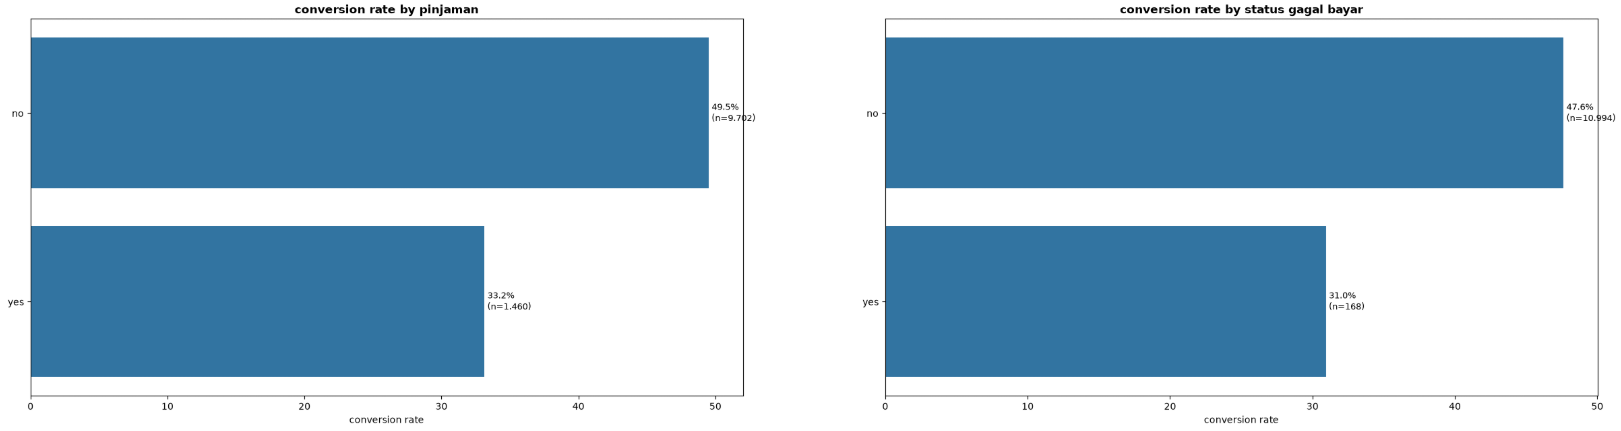 conversion rate by pinjaman
no
49.5%
(n=9.702)
yes
33.2%
(n=1.460)
0 10 20 30 40 50
conversion rate
conversion rate by status gagal bayar
no
47.6%
(n=10.994)
yes
31.0%
(n=168)
0 10 20 30 40 50
conversion rate